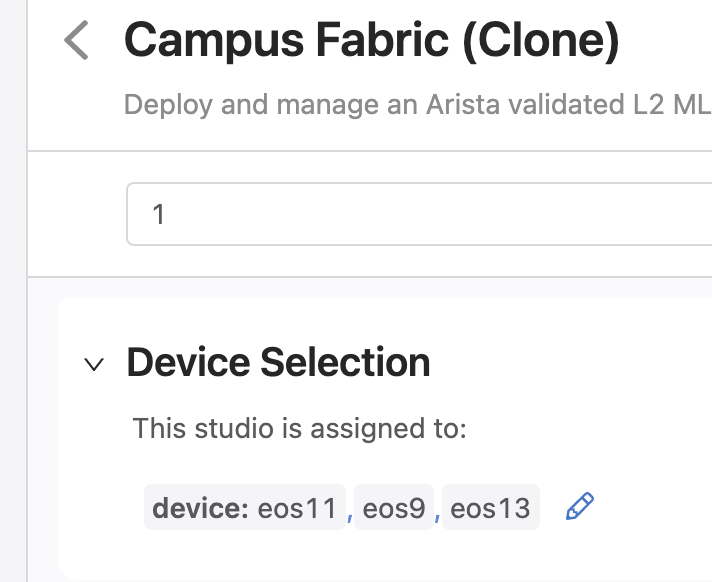 Campus Fabric (Clone)
Deploy and manage an Arista validated L2 ML
1
Device Selection
This studio is assigned to:
device: eos11, eos9, eos13